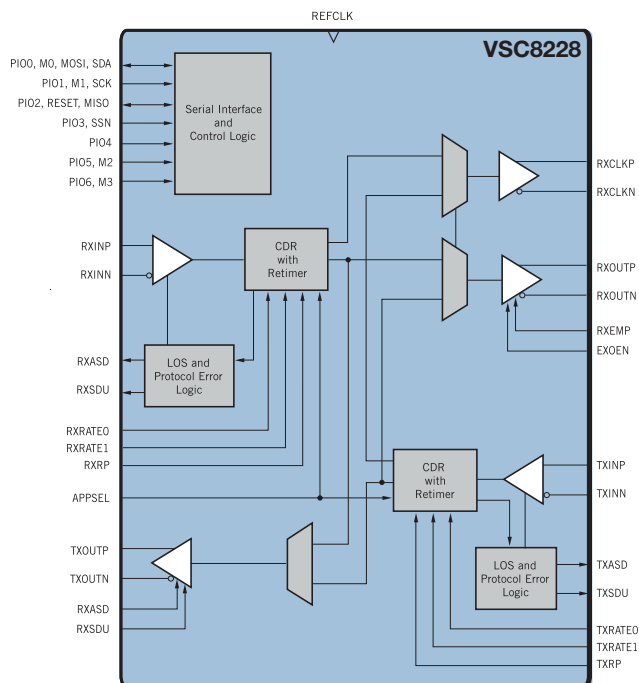 REFCLK
VSC8228
PIO0, M0, MOSI, SDA
PIO1, M1, SCK
PIO2, RESET, MISO
PIO3, SSN
PIO4
PIO5, M2
PIO6, M3
Serial Interface
and
Control Logic
RXCLKP
RXCLKN
RXINP
RXINN
CDR
with
Retimer
RXOUTP
RXOUTN
RXEMP
EXOEN
RXASD
RXSDU
LOS and
Protocol Error
Logic
RXRATE0
RXRATE1
RXRP
APPSEL
CDR
with
Retimer
TXINP
TXINN
TXOUTP
TXOUTN
RXASD
RXSDU
LOS and
Protocol Error
Logic
TXASD
TXSDU
TXRATE0
TXRATE1
TXRP